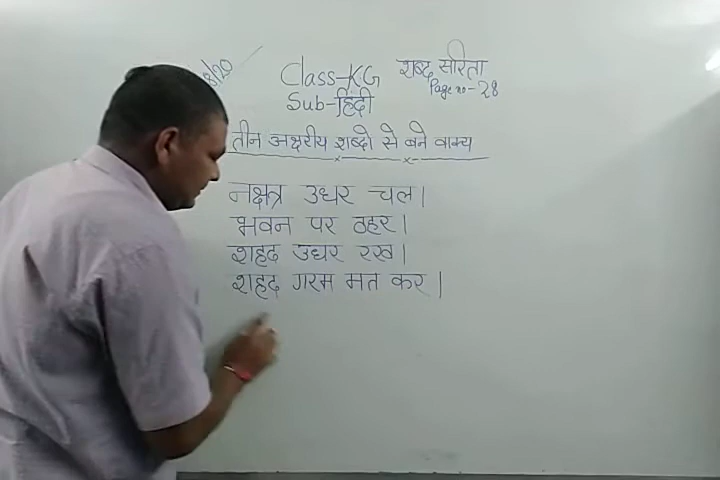 Class-KG शब्द सरिता
Sub-हिंदी Page no-28
तीन अक्षरीय शब्दो से बने वाक्य
नक्षत्र उधर चल।
भवन पर ठहर।
शहद उधर रख।
शहद गरम मत कर।